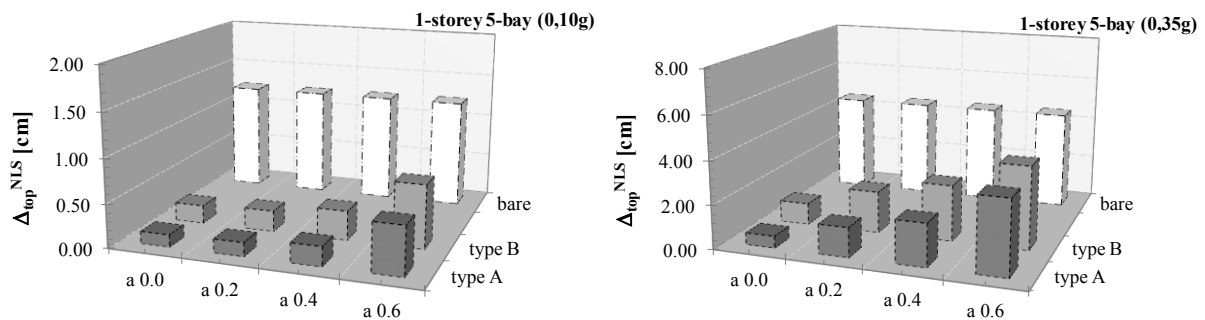 1-storey 5-bay (0,10g)
2.00
1.50
1.00
0.50
0.00
Δtop^NLS [cm]
a 0.0
a 0.2
a 0.4
a 0.6
bare
type B
type A
1-storey 5-bay (0,35g)
8.00
6.00
4.00
2.00
0.00
Δtop^NLS [cm]
a 0.0
a 0.2
a 0.4
a 0.6
bare
type B
type A